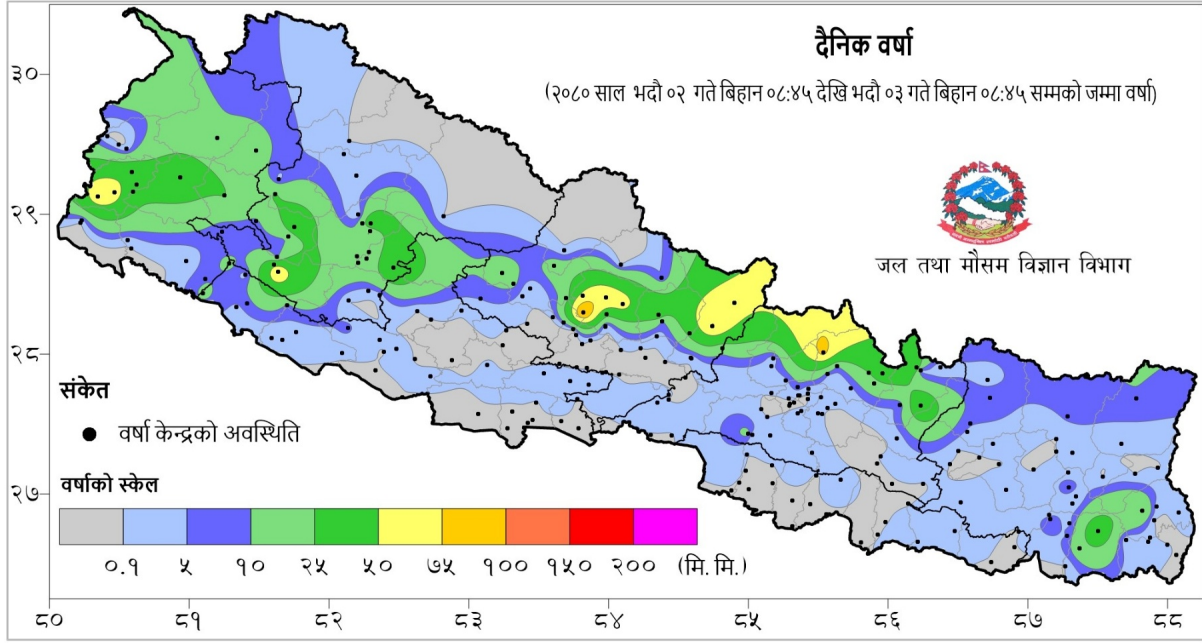 दैनिक वर्षा
(२०८० साल भदौ ०२ गते बिहान ०८:४५ देखि भदौ ०३ गते बिहान ०८:४५ सम्मको जम्मा वर्षा)
जल तथा मौसम विज्ञान विभाग
३०
२९
२८
२७
संकेत
वर्षा केन्द्रको अवस्थिति
वर्षाको स्केल
०.१ ५ १० २५ ५० ७५ १०० १५० २०० (मि. मि.)
८० ८१ ८२ ८३ ८४ ८५ ८६ ८७ ८८